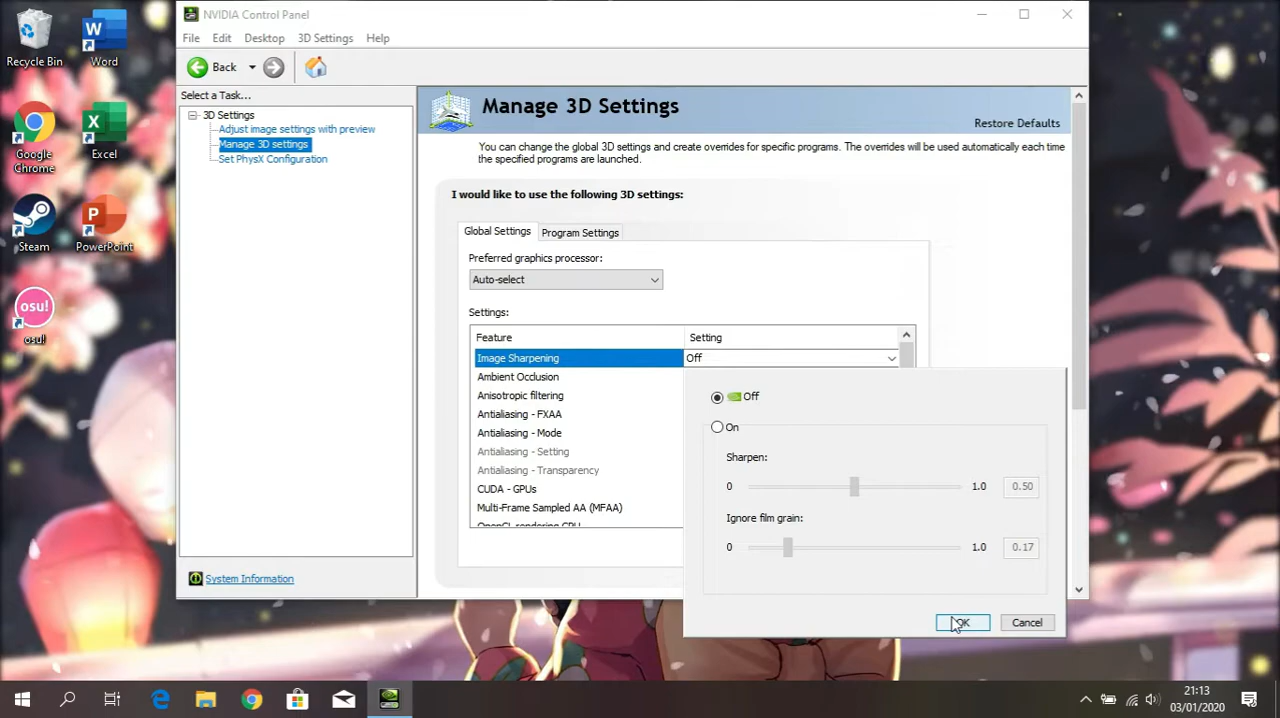 NVIDIA Control Panel
File Edit Desktop 3D Settings Help
Back
Select a Task...
3D Settings
Adjust image settings with preview
Manage 3D settings
Set PhysX Configuration
System Information
Manage 3D Settings
Restore Defaults
You can change the global 3D settings and create overrides for specific programs. The overrides will be used automatically each time
the specified programs are launched.
I would like to use the following 3D settings:
Global Settings Program Settings
Preferred graphics processor:
Auto-select
Settings:
Feature Setting
Image Sharpening Off
Ambient Occlusion
Anisotropic filtering
Antialiasing - FXAA
Antialiasing - Mode
Antialiasing - Setting
Antialiasing - Transparency
CUDA - GPUs
Multi-Frame Sampled AA (MFAA)
OpenGL rendering GPU
Off
On
Sharpen:
0 1.0 0.50
Ignore film grain:
0 1.0 0.17
OK Cancel
Recycle Bin
W
Word
Google
Chrome
X
Excel
Steam
P
PowerPoint
osu!
osu!
21:13
03/01/2020